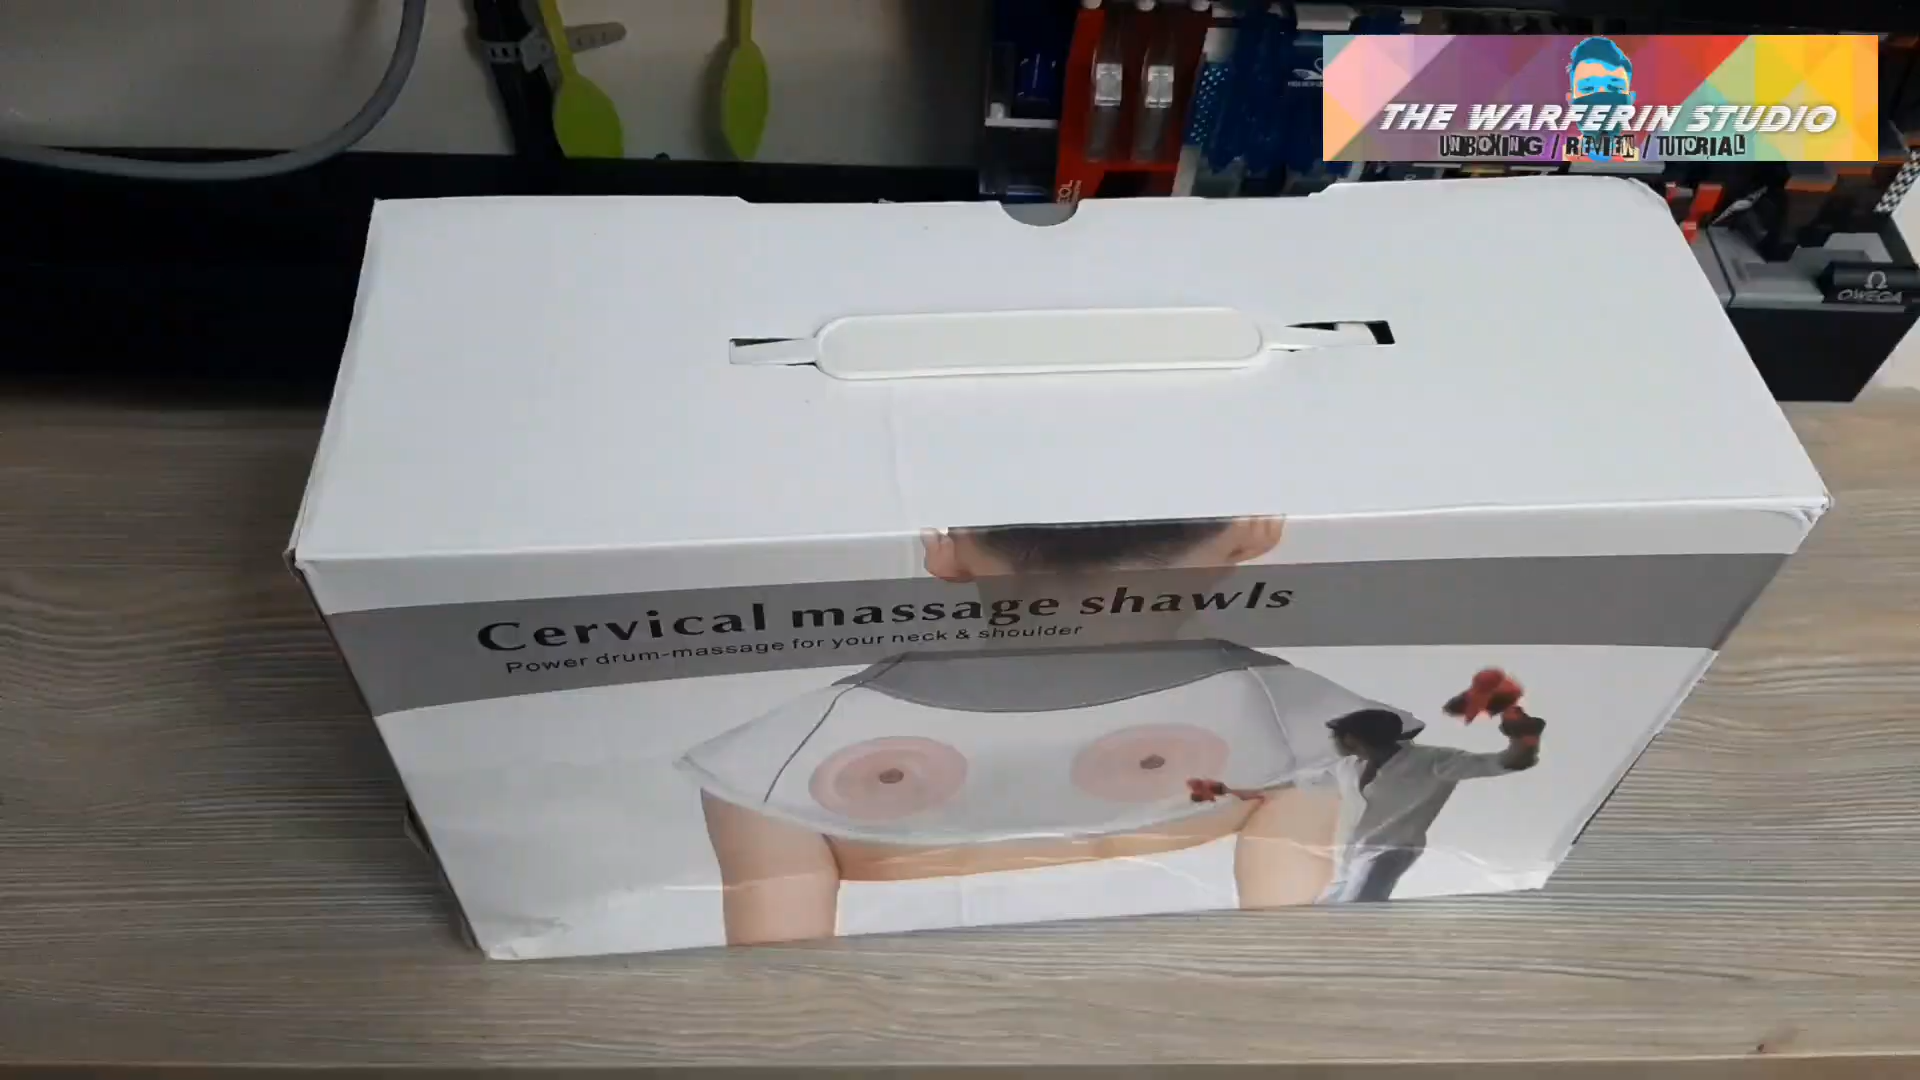 THE WARFERIN STUDIO
UNBOXING / REVIEW / TUTORIAL
Ω
OMEGA
Cervical massage shawls
Power drum-massage for your neck & shoulder